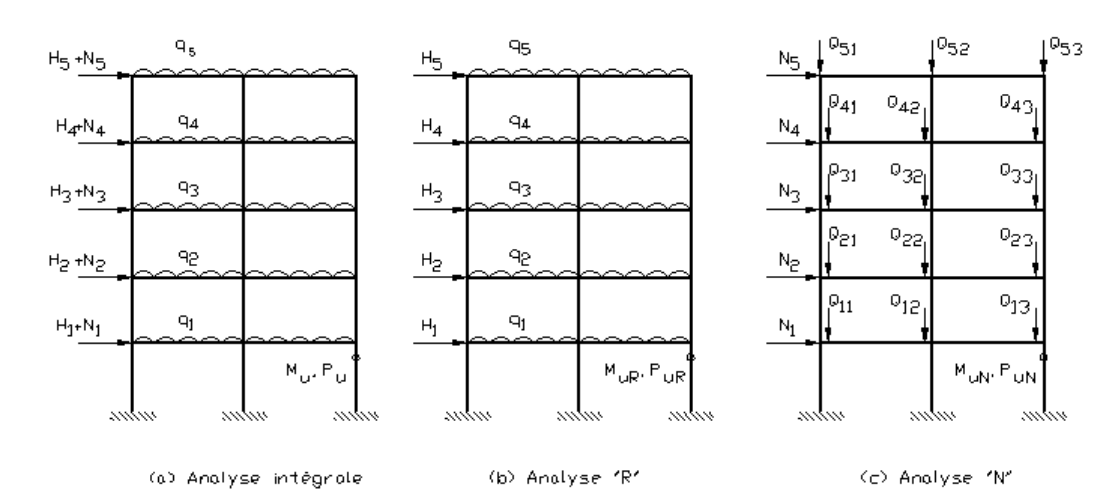 q5
q5
Q51
Q52
Q53
H5 +N5
H5
N5
q4
q4
Q41
Q42
Q43
H4+N4
H4
N4
q3
q3
Q31
Q32
Q33
H3+N3
H3
N3
q2
q2
Q21
Q22
Q23
H2 +N2
H2
N2
q1
q1
Q11
Q12
Q13
H1+N1
H1
N1
Mu, Pu
MuR, PuR
MuN, PuN
(a) Analyse intégrale
(b) Analyse 'R'
(c) Analyse 'N'